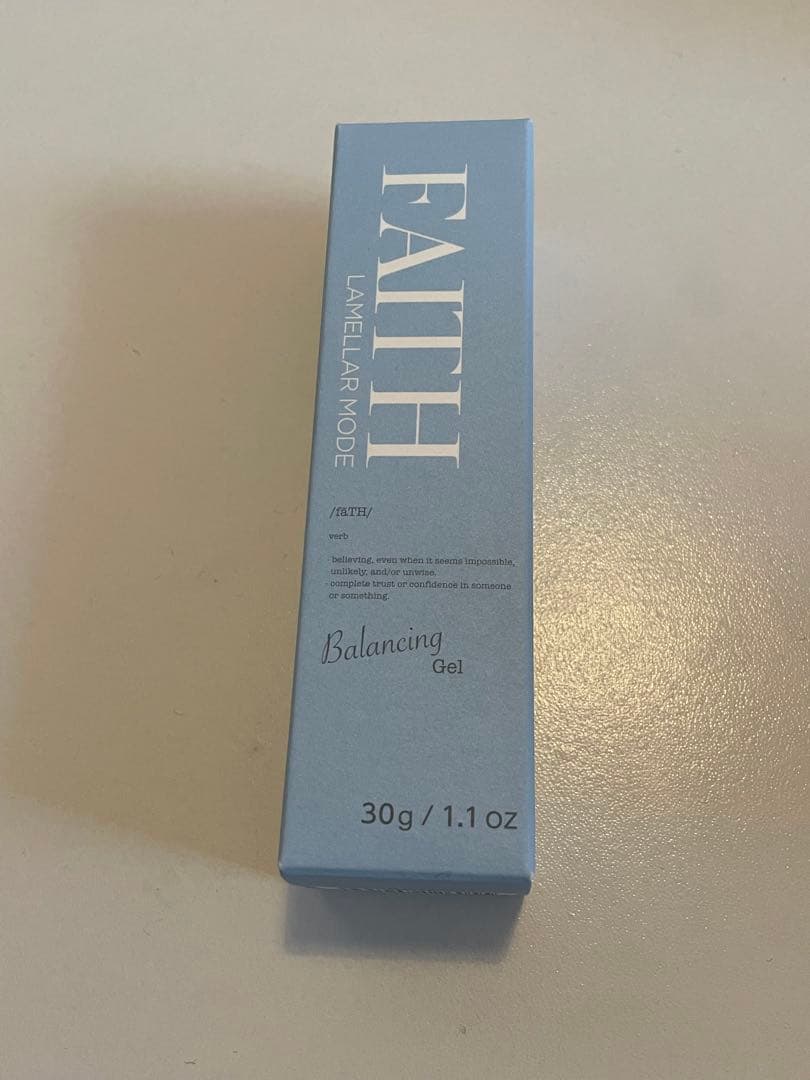 FAITH
LAMELLAR MODE
/fāTH/
verb
· believing, even when it seems impossible,
unlikely, and/or unwise.
· complete trust or confidence in someone
or something.
Balancing
Gel
30g / 1.1 oz